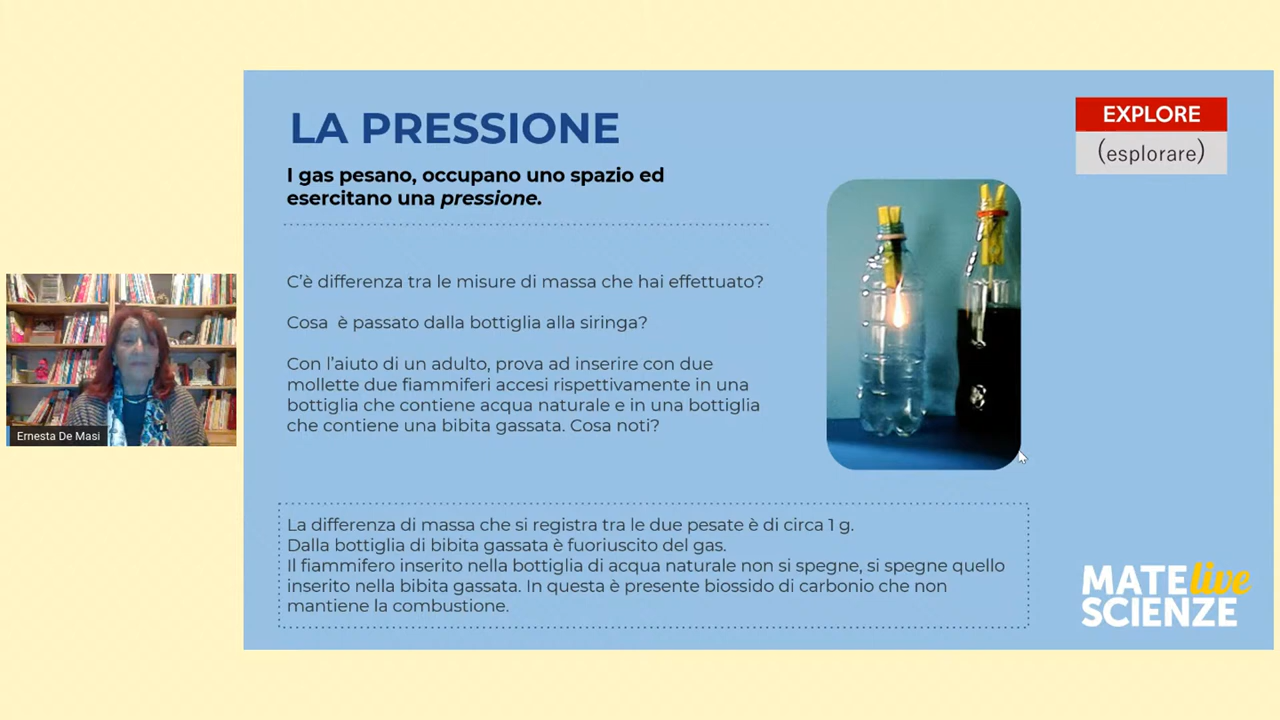 LA PRESSIONE
I gas pesano, occupano uno spazio ed
esercitano una pressione.
EXPLORE
(esplorare)
C'è differenza tra le misure di massa che hai effettuato?
Cosa è passato dalla bottiglia alla siringa?
Con l'aiuto di un adulto, prova ad inserire con due
mollette due fiammiferi accesi rispettivamente in una
bottiglia che contiene acqua naturale e in una bottiglia
che contiene una bibita gassata. Cosa noti?
Ernesta De Masi
La differenza di massa che si registra tra le due pesate è di circa 1 g.
Dalla bottiglia di bibita gassata è fuoriuscito del gas.
Il fiammifero inserito nella bottiglia di acqua naturale non si spegne, si spegne quello
inserito nella bibita gassata. In questa è presente biossido di carbonio che non
mantiene la combustione.
MATE live
SCIENZE